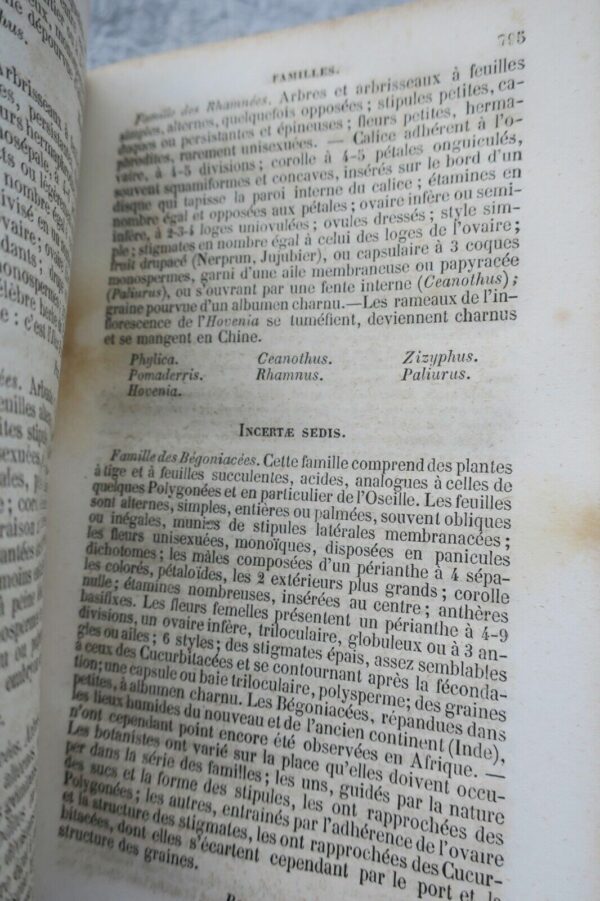 795
FAMILLES.
Famille des Rhamnées. Arbres et arbrisseaux à feuilles
simples, alternes, quelquefois opposées ; stipules petites, ca-
duques ou persistantes et épineuses ; fleurs petites, herma-
phrodites, rarement unisexuées. — Calice adhérent à l'o-
vaire, à 4-5 divisions ; corolle à 4-5 pétales onguiculés,
souvent squamiformes et concaves, insérés sur le bord d'un
disque qui tapisse la paroi interne du calice ; étamines en
nombre égal et opposées aux pétales ; ovaire infère ou semi-
infère, à 2-3-4 loges uniovulées ; ovules dressés ; style sim-
ple ; stigmates en nombre égal à celui des loges de l'ovaire ;
fruit drupacé (Nerprun, Jujubier), ou capsulaire à 3 coques
monospermes, garni d'une aile membraneuse ou papyracée
(Paliurus), ou s'ouvrant par une fente interne (Ceanothus) ;
graine pourvue d'un albumen charnu.—Les rameaux de l'in-
florescence de l'Hovenia se tuméfient, deviennent charnus
et se mangent en Chine.
Phylica. Ceanothus. Zizyphus.
Pomaderris. Rhamnus. Paliurus.
Hovenia.
INCERTÆ SEDIS.
Famille des Bégoniacées. Cette famille comprend des plantes
à tige et à feuilles succulentes, acides, analogues à celles de
quelques Polygonées et en particulier de l'Oseille. Les feuilles
sont alternes, simples, entières ou palmées, souvent obliques
ou inégales, munies de stipules latérales membranacées ;
les fleurs unisexuées, monoïques, disposées en panicules
dichotomes ; les mâles composées d'un périanthe à 4 sépa-
les colorés, pétaloïdes, les 2 extérieurs plus grands ; corolle
nulle ; étamines nombreuses, insérées au centre ; anthères
basifixes. Les fleurs femelles présentent un périanthe à 4-9
divisions, un ovaire infère, triloculaire, globuleux ou à 3 an-
gles ou ailes ; 6 styles ; des stigmates épais, assez semblables
à ceux des Cucurbitacées et se contournant après la féconda-
tion ; une capsule ou baie triloculaire, polysperme ; des graines
petites, à albumen charnu. Les Bégoniacées, répandues dans
les lieux humides du nouveau et de l'ancien continent (Inde),
n'ont cependant point encore été observées en Afrique. —
Les botanistes ont varié sur la place qu'elles doivent occu-
per dans la série des familles ; les uns, guidés par la nature
des sucs et la forme des stipules, les ont rapprochées des
Polygonées ; les autres, entraînés par l'adhérence de l'ovaire
et la structure des stigmates, les ont rapprochées des Cucur-
bitacées, dont elles s'écartent cependant par le port et la
structure des graines.